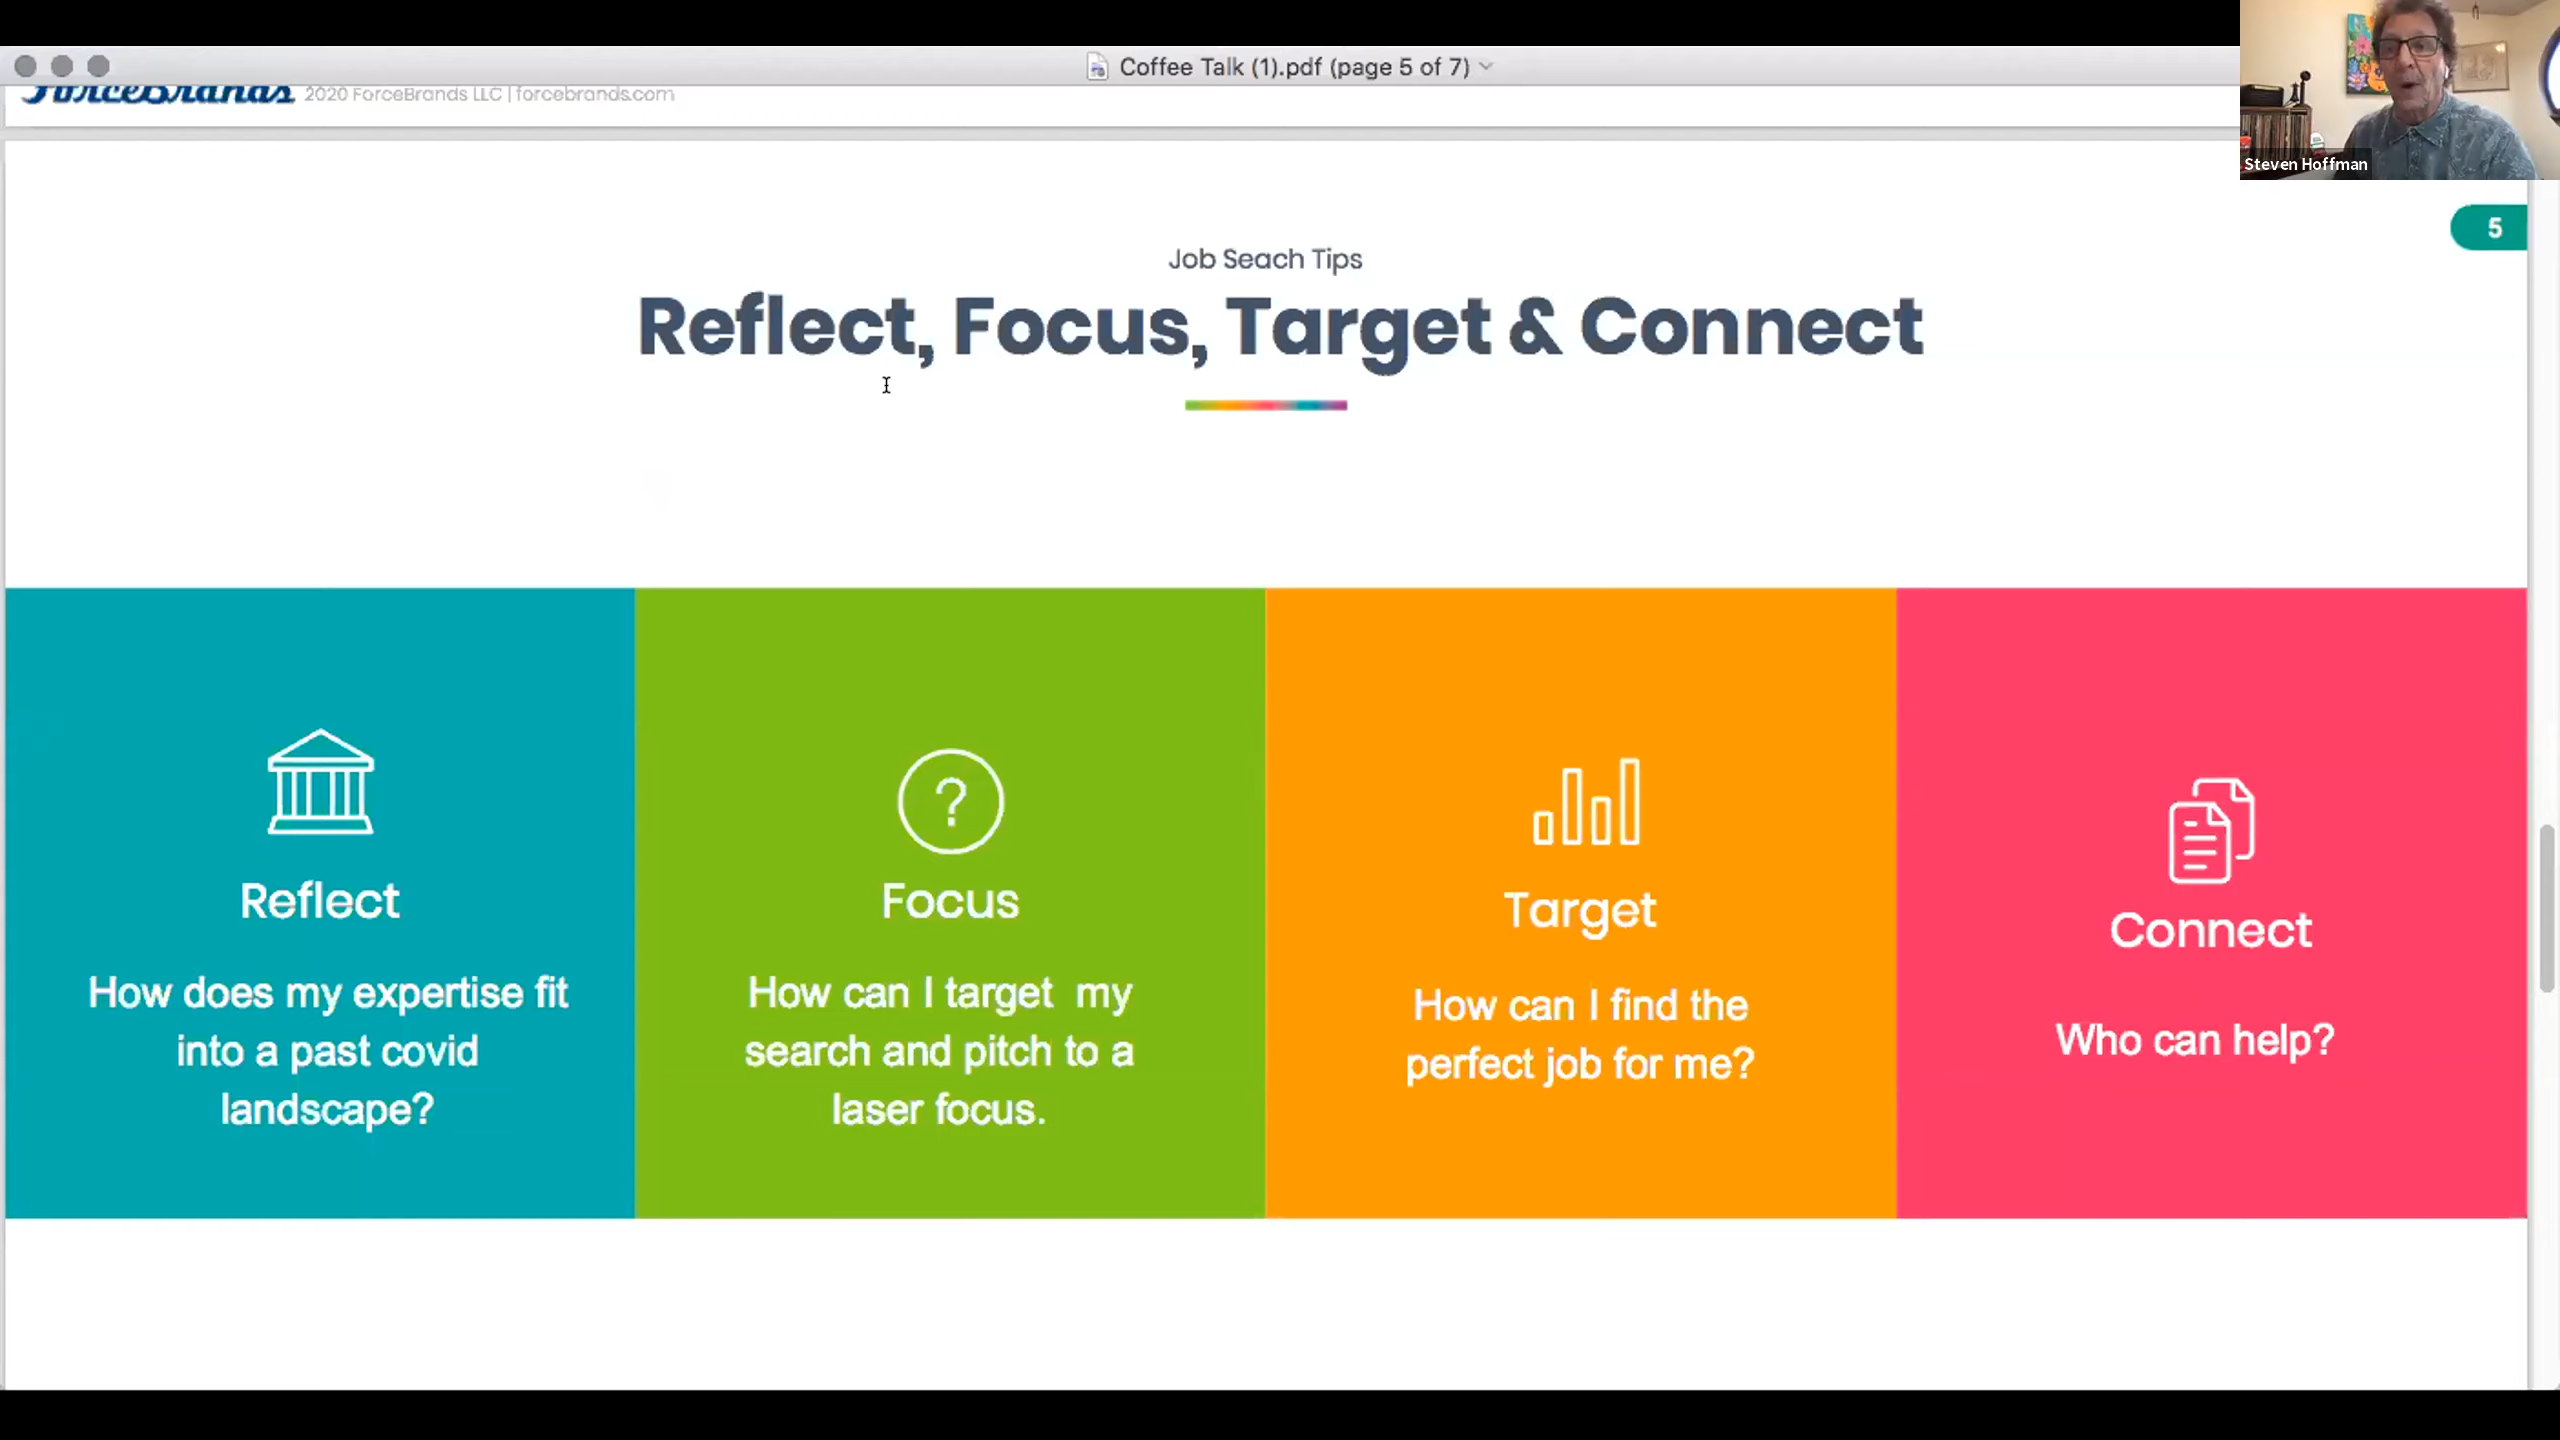 Coffee Talk (1).pdf (page 5 of 7)
ForceBrands 2020 ForceBrands LLC | forcebrands.com
Steven Hoffman
5
Job Seach Tips
Reflect, Focus, Target & Connect
?
Reflect
How does my expertise fit
into a past covid
landscape?
Focus
How can I target my
search and pitch to a
laser focus.
Target
How can I find the
perfect job for me?
Connect
Who can help?